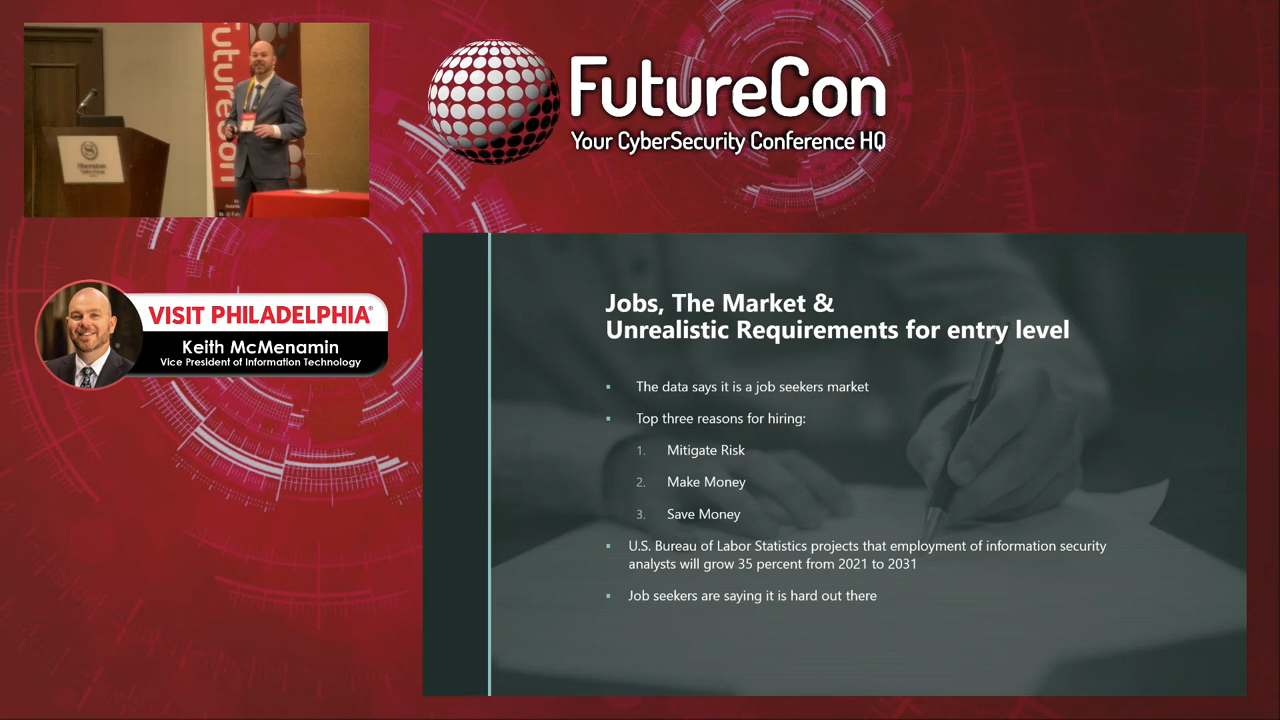 utureCon
Sheraton
FutureCon
Your CyberSecurity Conference HQ
VISIT PHILADELPHIA®
Keith McMenamin
Vice President of Information Technology
Jobs, The Market &
Unrealistic Requirements for entry level
▪ The data says it is a job seekers market
▪ Top three reasons for hiring:
1. Mitigate Risk
2. Make Money
3. Save Money
▪ U.S. Bureau of Labor Statistics projects that employment of information security
analysts will grow 35 percent from 2021 to 2031
▪ Job seekers are saying it is hard out there